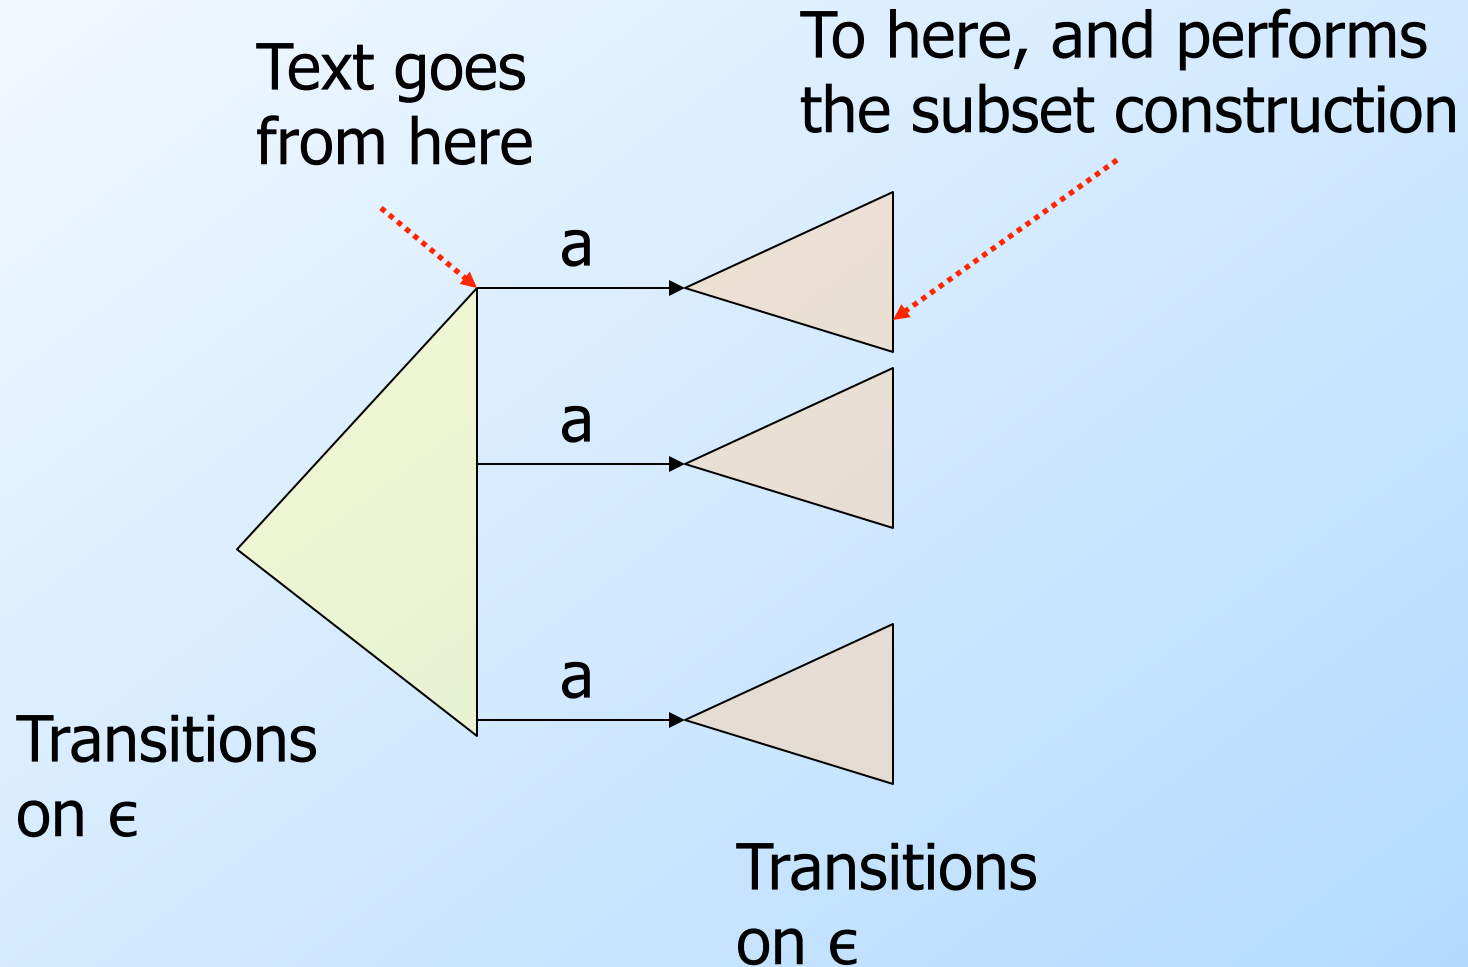 Text goes
from here
To here, and performs
the subset construction
a
a
a
Transitions
on ϵ
Transitions
on ϵ